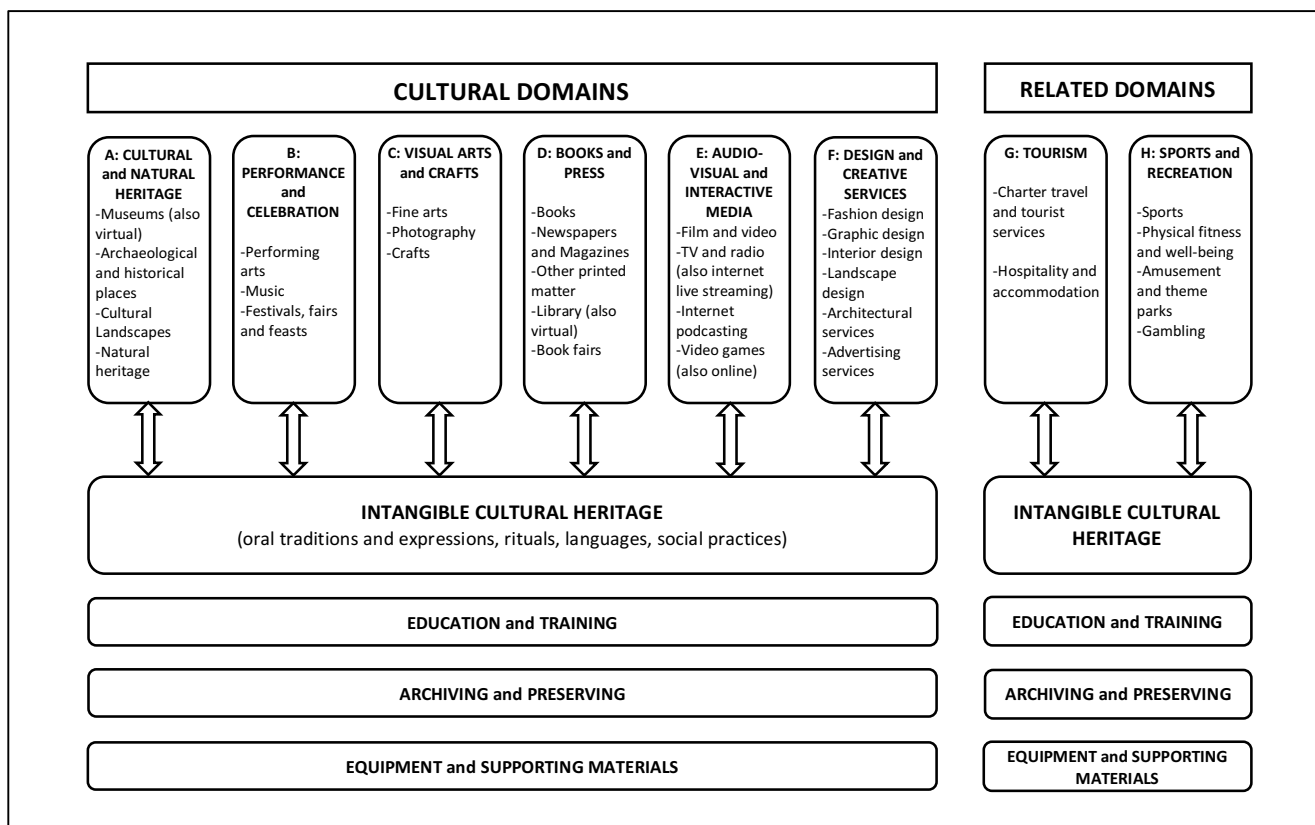 CULTURAL DOMAINS
RELATED DOMAINS
A: CULTURAL
and NATURAL
HERITAGE
-Museums (also
virtual)
-Archaeological
and historical
places
-Cultural
Landscapes
-Natural
heritage
B:
PERFORMANCE
and
CELEBRATION
-Performing
arts
-Music
-Festivals, fairs
and feasts
C: VISUAL ARTS
and CRAFTS
-Fine arts
-Photography
-Crafts
D: BOOKS and
PRESS
-Books
-Newspapers
and Magazines
-Other printed
matter
-Library (also
virtual)
-Book fairs
E: AUDIO-
VISUAL and
INTERACTIVE
MEDIA
-Film and video
-TV and radio
(also internet
live streaming)
-Internet
podcasting
-Video games
(also online)
F: DESIGN and
CREATIVE
SERVICES
-Fashion design
-Graphic design
-Interior design
-Landscape
design
-Architectural
services
-Advertising
services
G: TOURISM
-Charter travel
and tourist
services
-Hospitality and
accommodation
H: SPORTS and
RECREATION
-Sports
-Physical fitness
and well-being
-Amusement
and theme
parks
-Gambling
INTANGIBLE CULTURAL HERITAGE
(oral traditions and expressions, rituals, languages, social practices)
INTANGIBLE CULTURAL
HERITAGE
EDUCATION and TRAINING
EDUCATION and TRAINING
ARCHIVING and PRESERVING
ARCHIVING and PRESERVING
EQUIPMENT and SUPPORTING MATERIALS
EQUIPMENT and SUPPORTING
MATERIALS